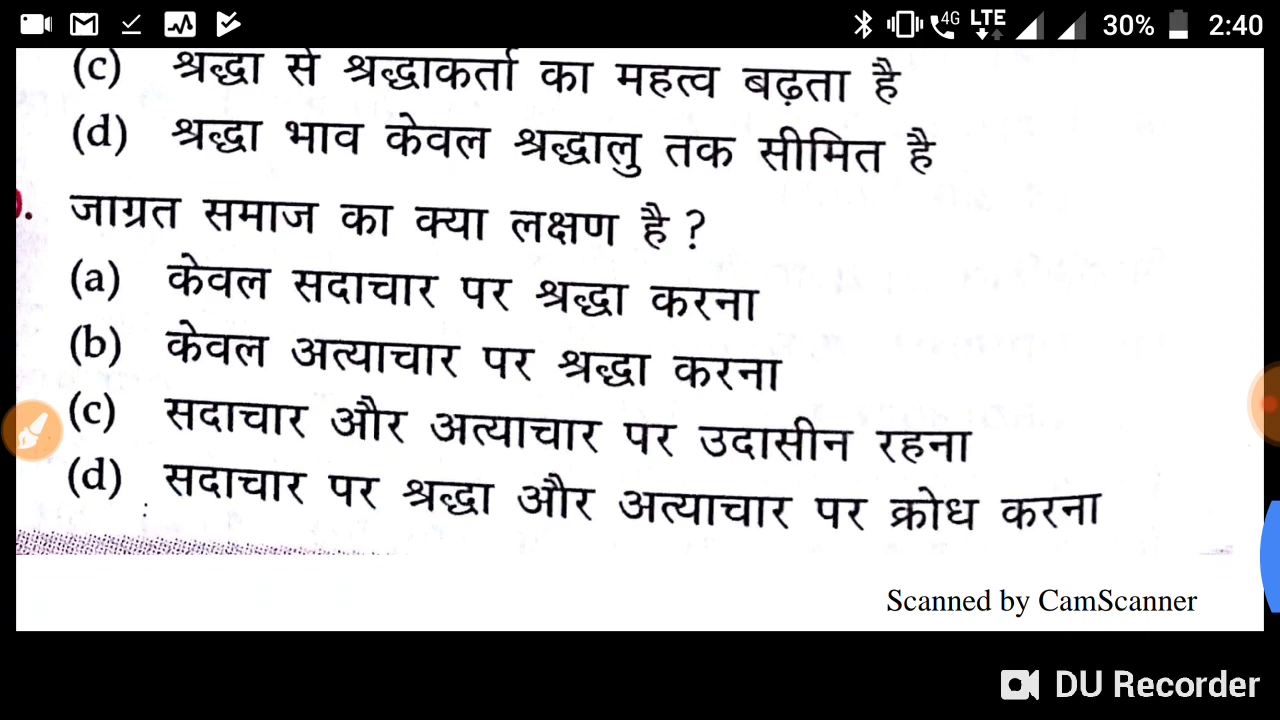 4G LTE 30% 2:40
(c) श्रद्धा से श्रद्धाकर्ता का महत्व बढ़ता है
(d) श्रद्धा भाव केवल श्रद्धालु तक सीमित है
जाग्रत समाज का क्या लक्षण है ?
(a) केवल सदाचार पर श्रद्धा करना
(b) केवल अत्याचार पर श्रद्धा करना
(c) सदाचार और अत्याचार पर उदासीन रहना
(d) सदाचार पर श्रद्धा और अत्याचार पर क्रोध करना
Scanned by CamScanner
DU Recorder